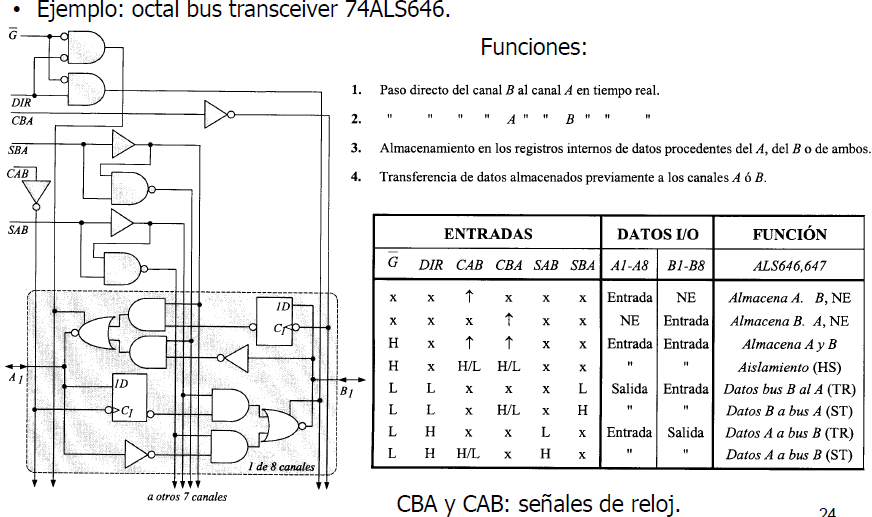 • Ejemplo: octal bus transceiver 74ALS646.
G̅
DIR
CBA
SBA
CAB
SAB
1D
C1
A1
1D
C1
B1
1 de 8 canales
a otros 7 canales
Funciones:
1. Paso directo del canal B al canal A en tiempo real.
2. " " " " A " " B " " "
3. Almacenamiento en los registros internos de datos procedentes del A, del B o de ambos.
4. Transferencia de datos almacenados previamente a los canales A ó B.
ENTRADAS DATOS I/O FUNCIÓN
G̅ DIR CAB CBA SAB SBA A1-A8 B1-B8 ALS646,647
x x ↑ x x x Entrada NE Almacena A. B, NE
x x x ↑ x x NE Entrada Almacena B. A, NE
H x ↑ ↑ x x Entrada Entrada Almacena A y B
H x H/L H/L x x " " Aislamiento (HS)
L L x x x L Salida Entrada Datos bus B al A (TR)
L L x H/L x H " " Datos B a bus A (ST)
L H x x L x Entrada Salida Datos A a bus B (TR)
L H H/L x H x " " Datos A a bus B (ST)
CBA y CAB: señales de reloj.
24